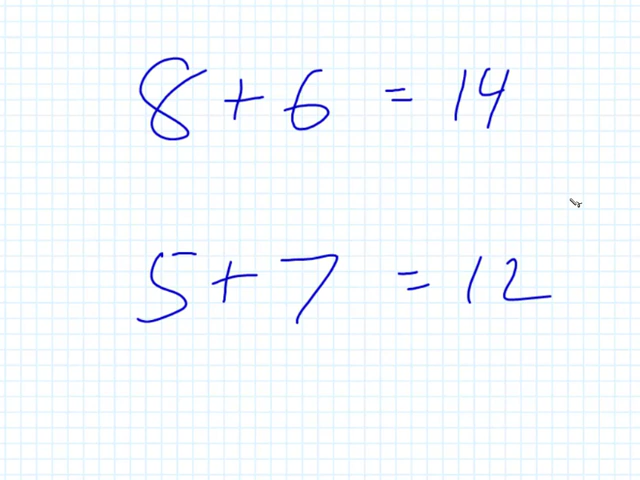 8 + 6 = 14
5 + 7 = 12